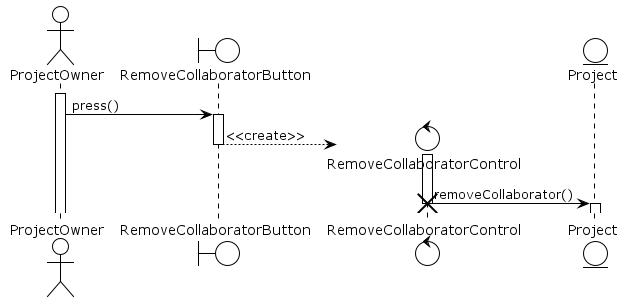 ProjectOwner
RemoveCollaboratorButton
Project
press()
<<create>>
RemoveCollaboratorControl
removeCollaborator()
ProjectOwner
RemoveCollaboratorButton
RemoveCollaboratorControl
Project